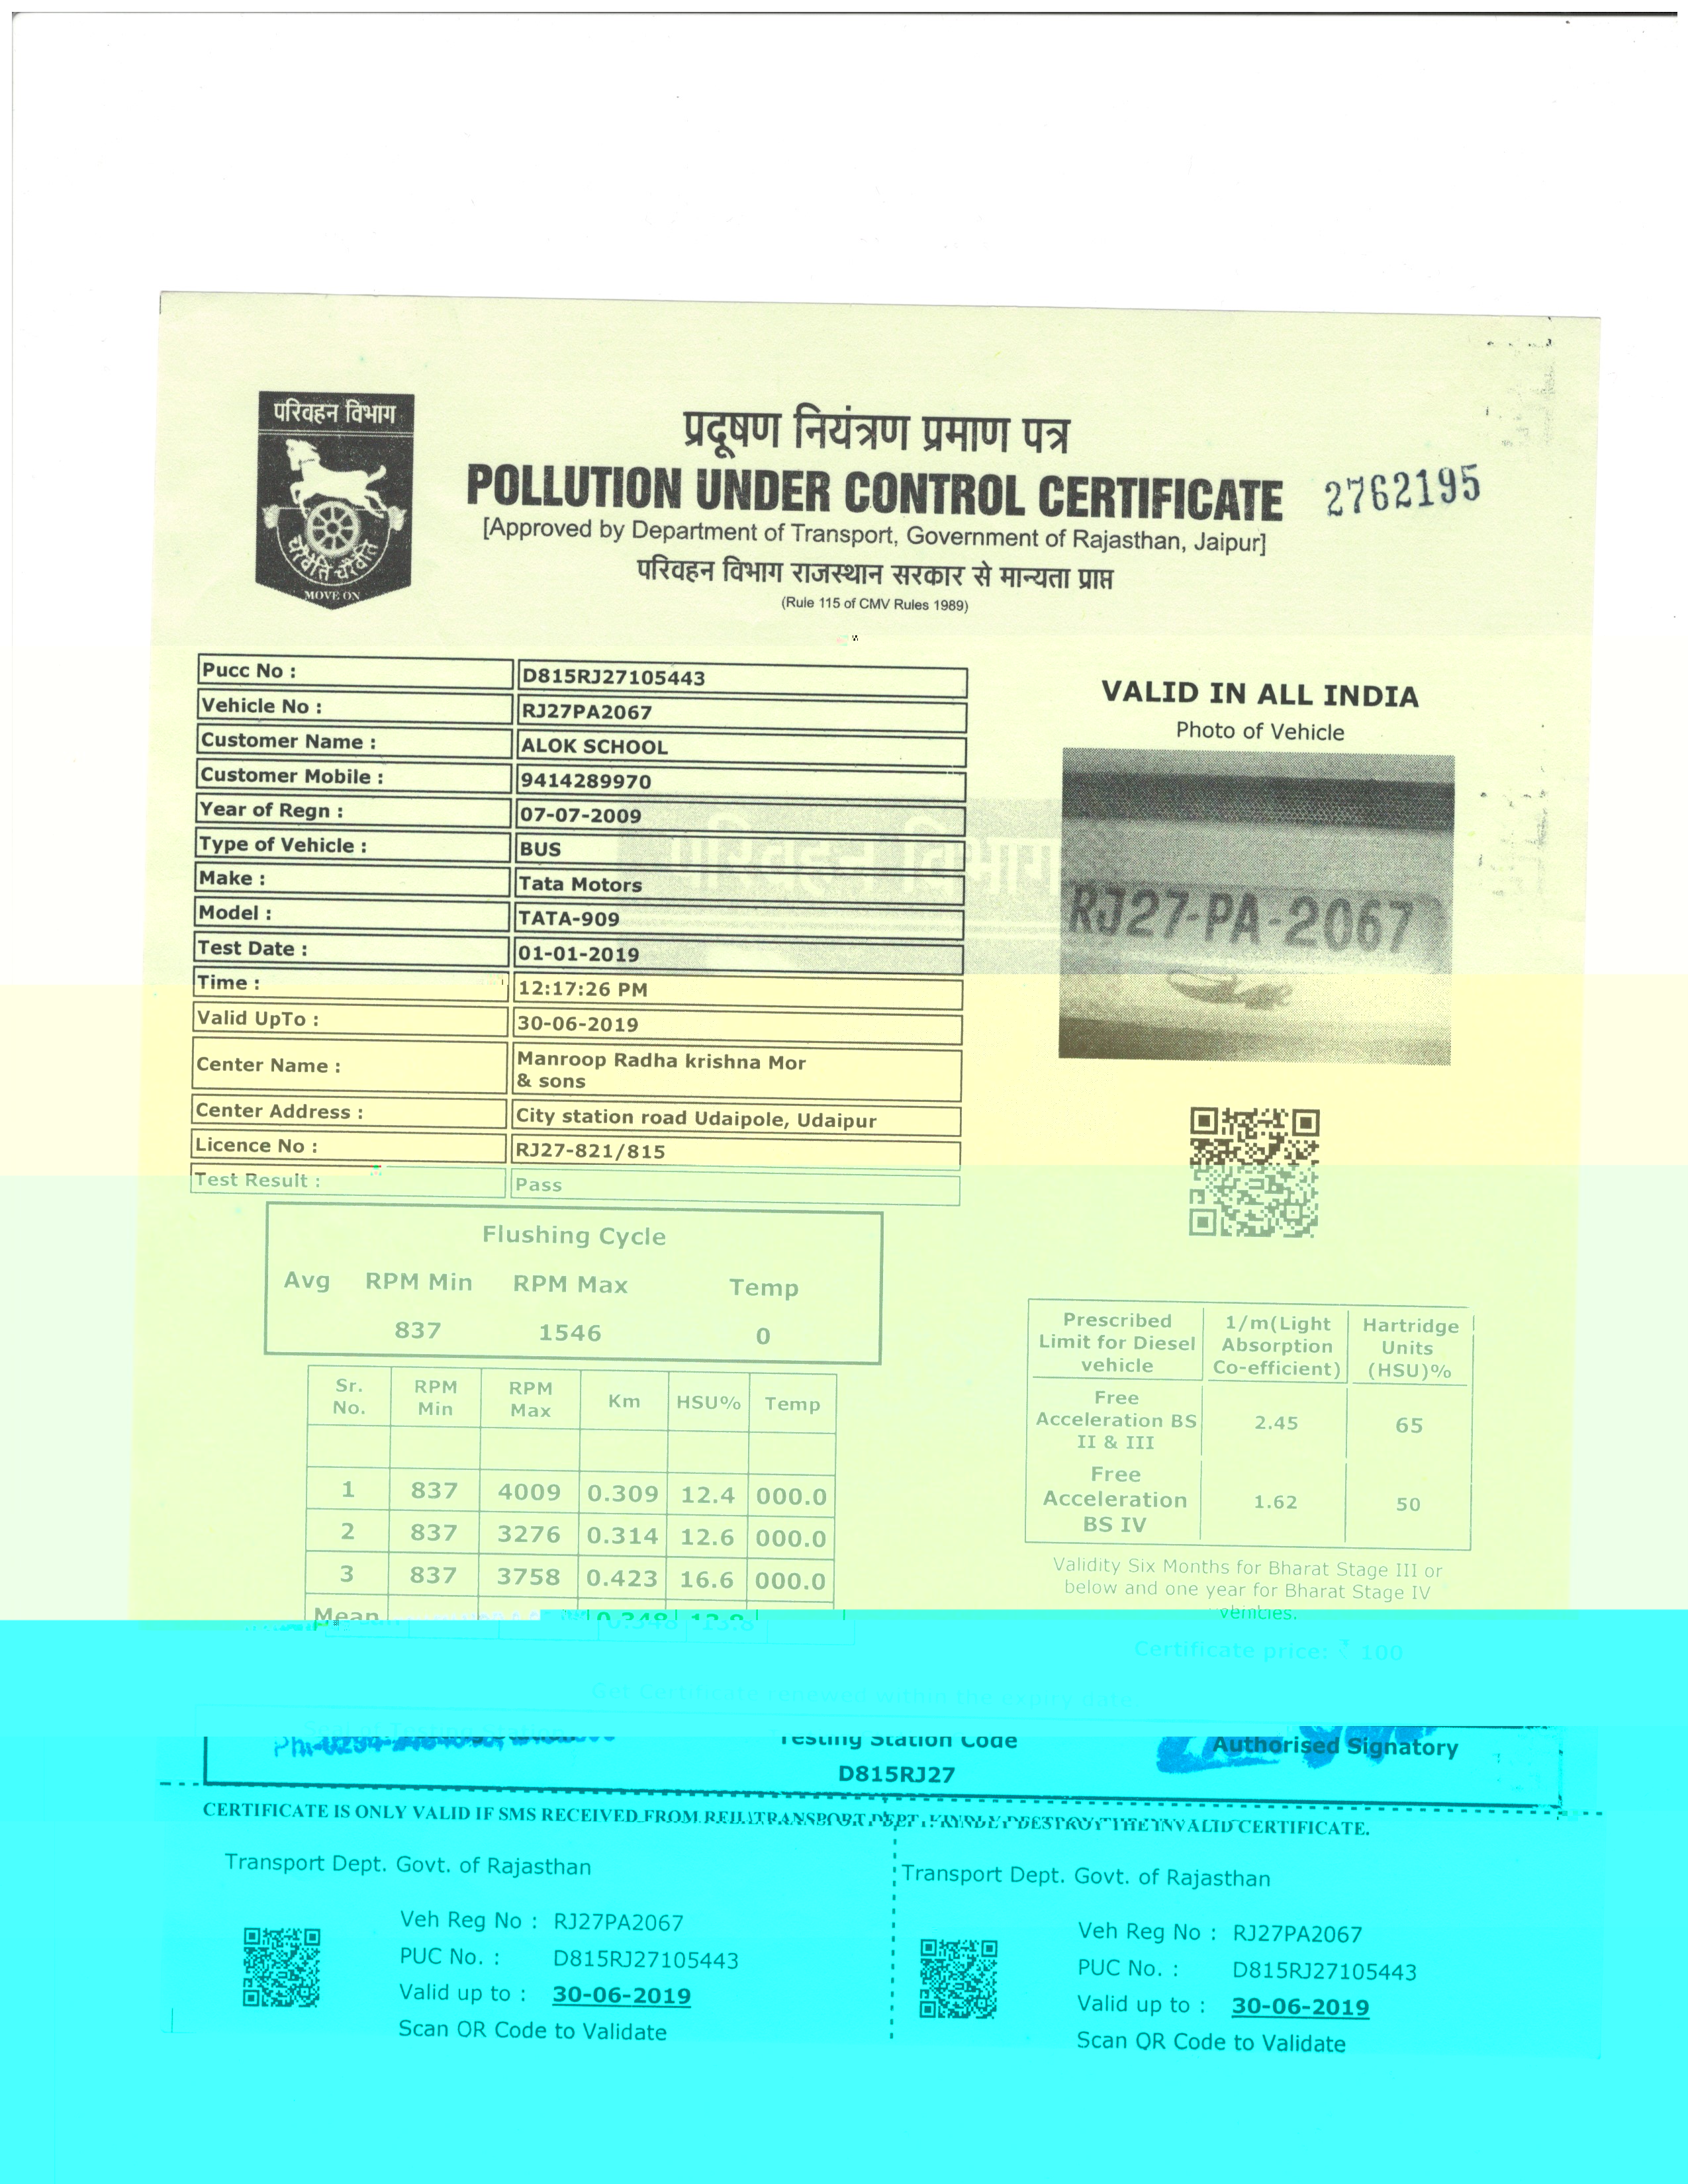 परिवहन विभाग
चरैवेति चरैवेति
MOVE ON
प्रदूषण नियंत्रण प्रमाण पत्र
POLLUTION UNDER CONTROL CERTIFICATE 2762195
[Approved by Department of Transport, Government of Rajasthan, Jaipur]
परिवहन विभाग राजस्थान सरकार से मान्यता प्राप्त
(Rule 115 of CMV Rules 1989)
Pucc No : D815RJ27105443
Vehicle No : RJ27PA2067
Customer Name : ALOK SCHOOL
Customer Mobile : 9414289970
Year of Regn : 07-07-2009
Type of Vehicle : BUS
Make : Tata Motors
Model : TATA-909
Test Date : 01-01-2019
Time : 12:17:26 PM
Valid UpTo : 30-06-2019
Center Name : Manroop Radha krishna Mor
& sons
Center Address : City station road Udaipole, Udaipur
Licence No : RJ27-821/815
Test Result : Pass
परिवहन विभाग
VALID IN ALL INDIA
Photo of Vehicle
RJ27-PA-2067
Flushing Cycle
Avg RPM Min RPM Max Temp
837 1546 0
Sr. No. RPM Min RPM Max Km HSU% Temp
1 837 4009 0.309 12.4 000.0
2 837 3276 0.314 12.6 000.0
3 837 3758 0.423 16.6 000.0
Mean 0.348 13.8
Prescribed Limit for Diesel vehicle 1/m(Light Absorption Co-efficient) Hartridge Units (HSU)%
Free Acceleration BS II & III 2.45 65
Free Acceleration BS IV 1.62 50
Validity Six Months for Bharat Stage III or
below and one year for Bharat Stage IV
vehicles.
Certificate price: ₹ 100
Get Certificate renewed within the expiry date
Seal of Testing Station
Testing Station Code
D815RJ27
Authorised Signatory
CERTIFICATE IS ONLY VALID IF SMS RECEIVED FROM TRANSPORT DEPT. KINDLY DESTROY THE INVALID CERTIFICATE.
Transport Dept. Govt. of Rajasthan
Veh Reg No : RJ27PA2067
PUC No. : D815RJ27105443
Valid up to : 30-06-2019
Scan QR Code to Validate
Transport Dept. Govt. of Rajasthan
Veh Reg No : RJ27PA2067
PUC No. : D815RJ27105443
Valid up to : 30-06-2019
Scan QR Code to Validate